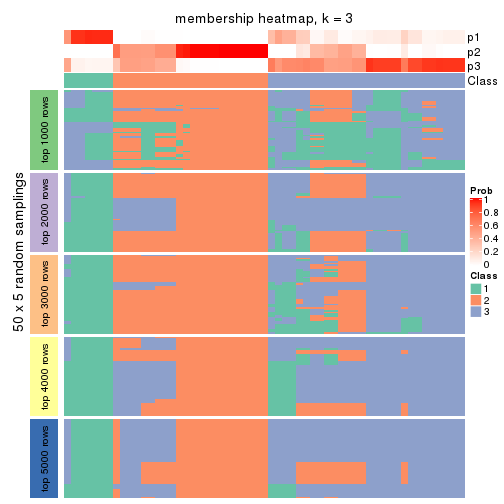 membership heatmap, k = 3
p1
p2
p3
Class
50 x 5 random samplings
top 1000 rows
top 2000 rows
top 3000 rows
top 4000 rows
top 5000 rows
Prob
1
0.8
0.6
0.4
0.2
0
Class
1
2
3